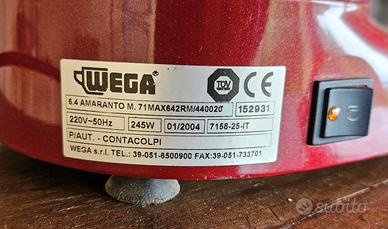 WEGA
TÜV
CE
6.4 AMARANTO M. 71MAX642RM/440020 152931
220V~50Hz 245W 01/2004 7158-25-IT
P/AUT. - CONTACOLPI
WEGA s.r.l. TEL.: 39-051-6500900 FAX:39-051-733701
subito